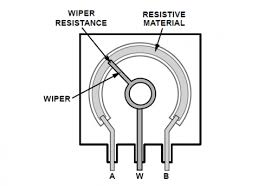 WIPER
RESISTANCE
RESISTIVE
MATERIAL
WIPER
A W B